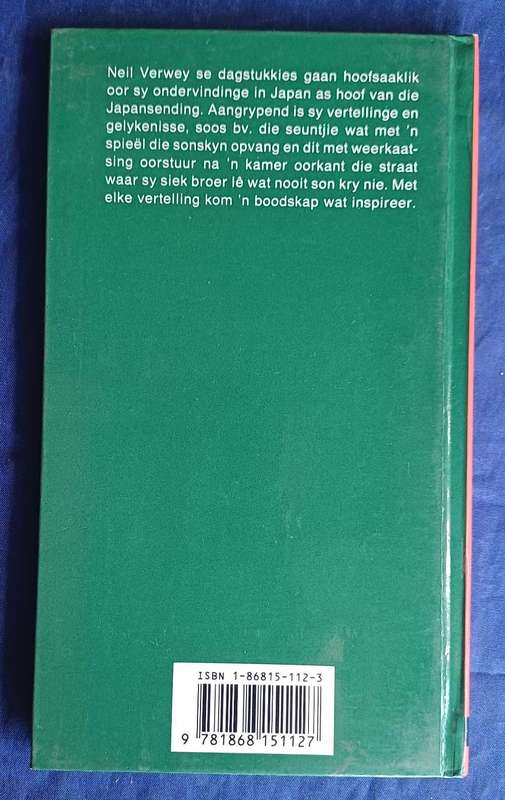 Neil Verwey se dagstukkies gaan hoofsaaklik
oor sy ondervindinge in Japan as hoof van die
Japansending. Aangrypend is sy vertellinge en
gelykenisse, soos bv. die seuntjie wat met 'n
spieël die sonskyn opvang en dit met weerkaat-
sing oorstuur na 'n kamer oorkant die straat
waar sy siek broer lê wat nooit son kry nie. Met
elke vertelling kom 'n boodskap wat inspireer.
ISBN 1-86815-112-3
9 781868 151127